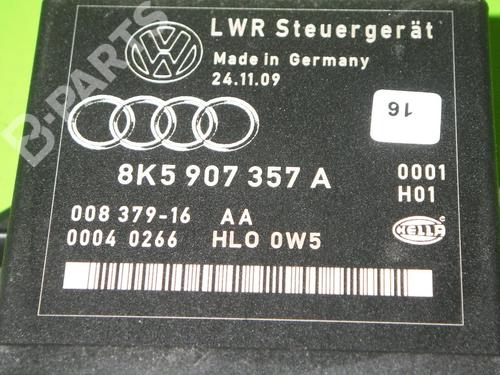 LWR Steuergerät
Made in Germany
24.11.09
16
8K5 907 357 A
0001
H01
008 379-16 AA
0004 0266 HLO 0W5
HELLA
B-PARTS